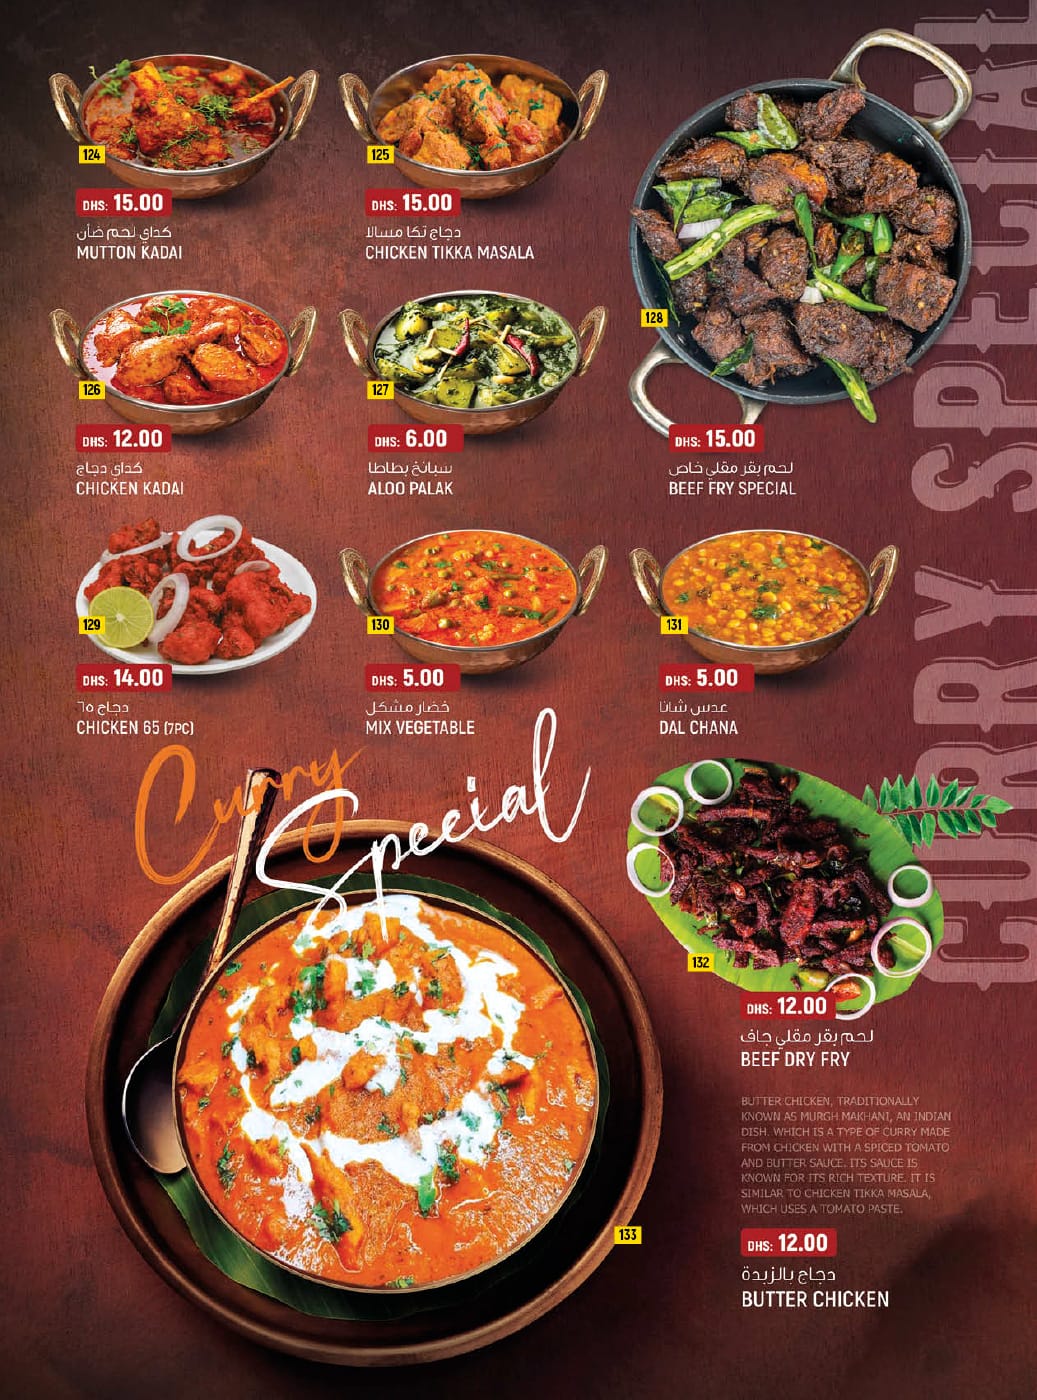 124
DHS: 15.00
كداي لحم ضأن
MUTTON KADAI
125
DHS: 15.00
دجاج تكا مسالا
CHICKEN TIKKA MASALA
126
DHS: 12.00
كداي دجاج
CHICKEN KADAI
127
DHS: 6.00
سبانخ بطاطا
ALOO PALAK
128
DHS: 15.00
لحم بقر مقلي خاص
BEEF FRY SPECIAL
129
DHS: 14.00
دجاج ٦٥
CHICKEN 65 (7PC)
130
DHS: 5.00
خضار مشكل
MIX VEGETABLE
131
DHS: 5.00
عدس شانا
DAL CHANA
CURRY SPECIAL
Curry
Special
132
DHS: 12.00
لحم بقر مقلي جاف
BEEF DRY FRY
BUTTER CHICKEN, TRADITIONALLY
KNOWN AS MURGH MAKHANI, AN INDIAN
DISH. WHICH IS A TYPE OF CURRY MADE
FROM CHICKEN WITH A SPICED TOMATO
AND BUTTER SAUCE. ITS SAUCE IS
KNOWN FOR ITS RICH TEXTURE. IT IS
SIMILAR TO CHICKEN TIKKA MASALA,
WHICH USES A TOMATO PASTE.
133
DHS: 12.00
دجاج بالزبدة
BUTTER CHICKEN